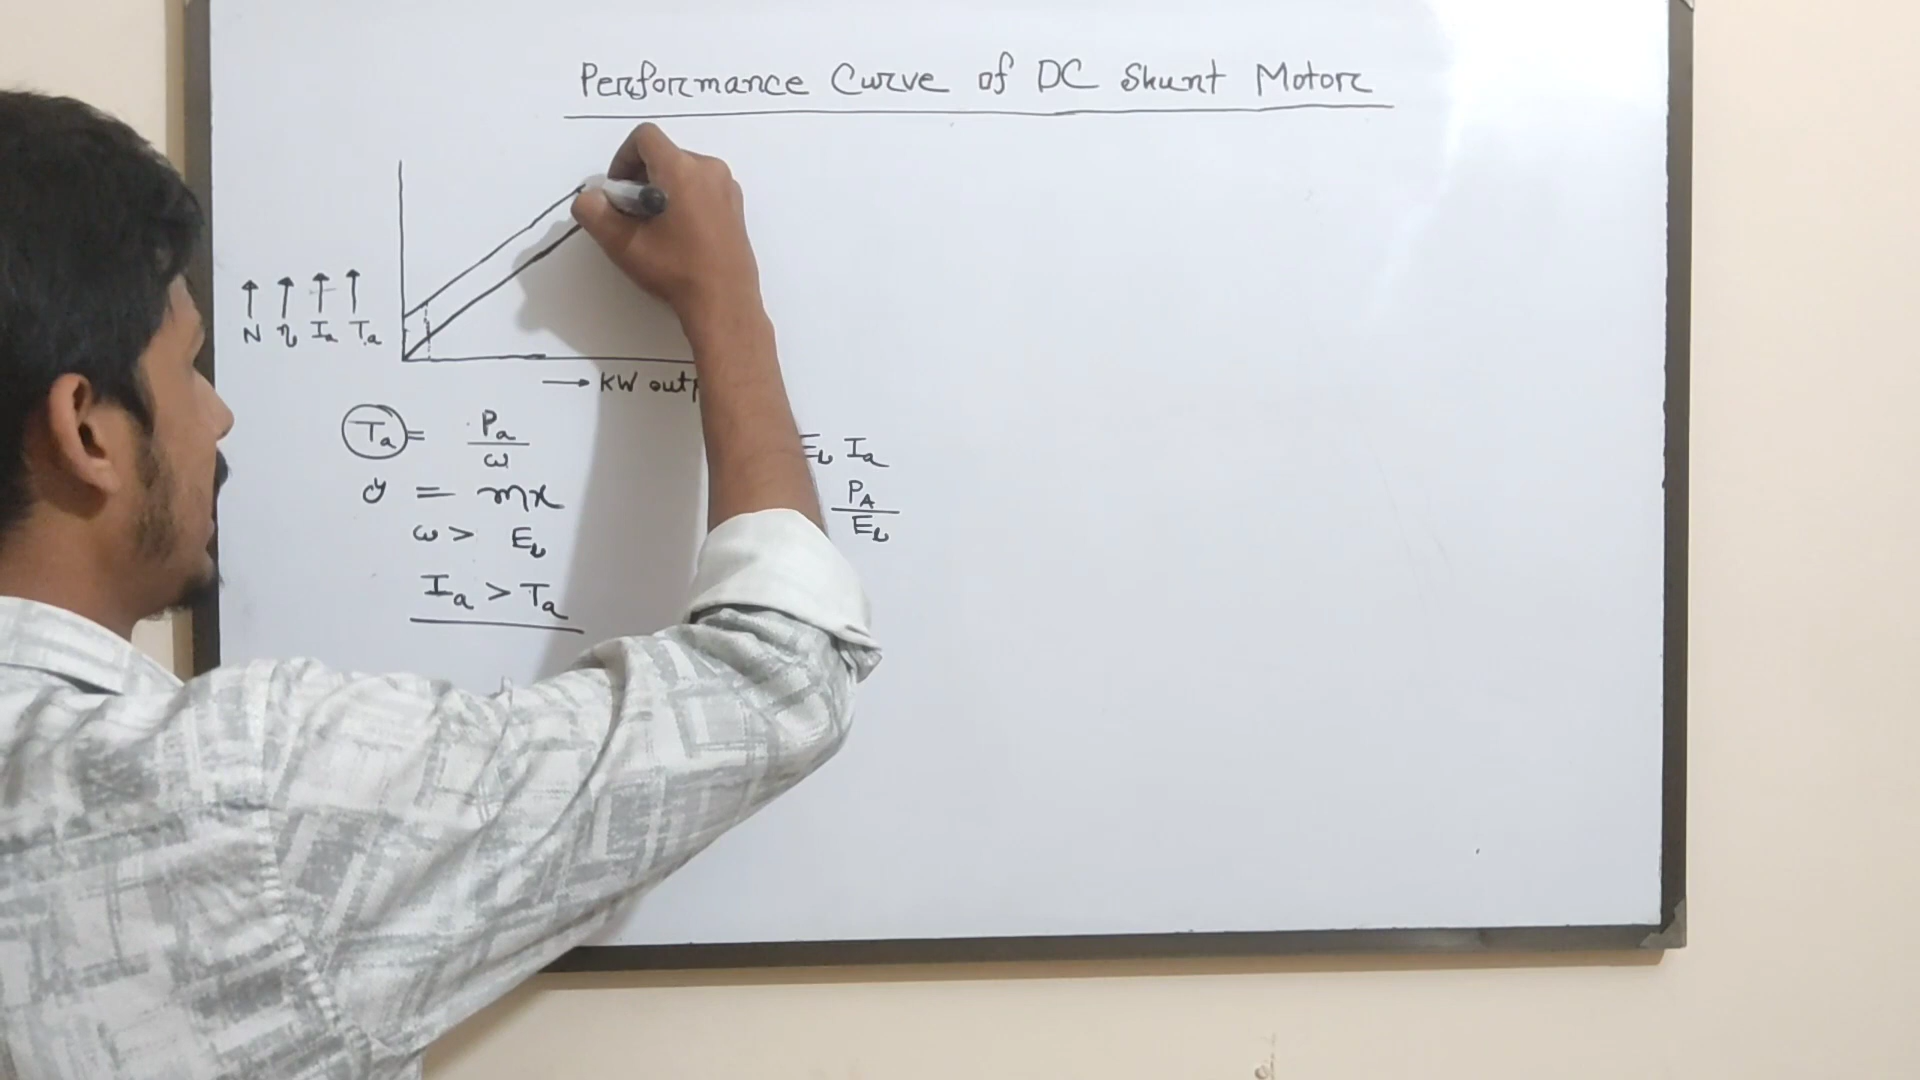 Performance Curve of DC Shunt Motor
N η Ia Ta
→ KW outp
Ta = Pa / ω
y = mx
ω > Eb
Ia > Ta
Eb Ia
PA / Eb